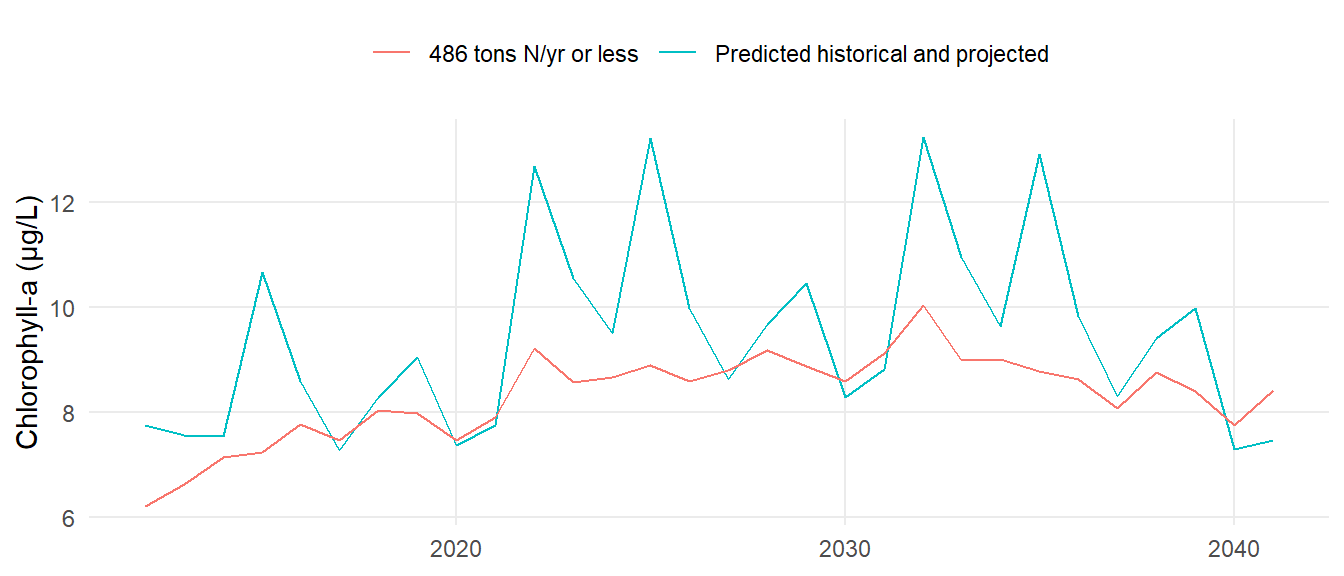 486 tons N/yr or less
Predicted historical and projected
Chlorophyll-a (µg/L)
12
10
8
6
2020
2030
2040